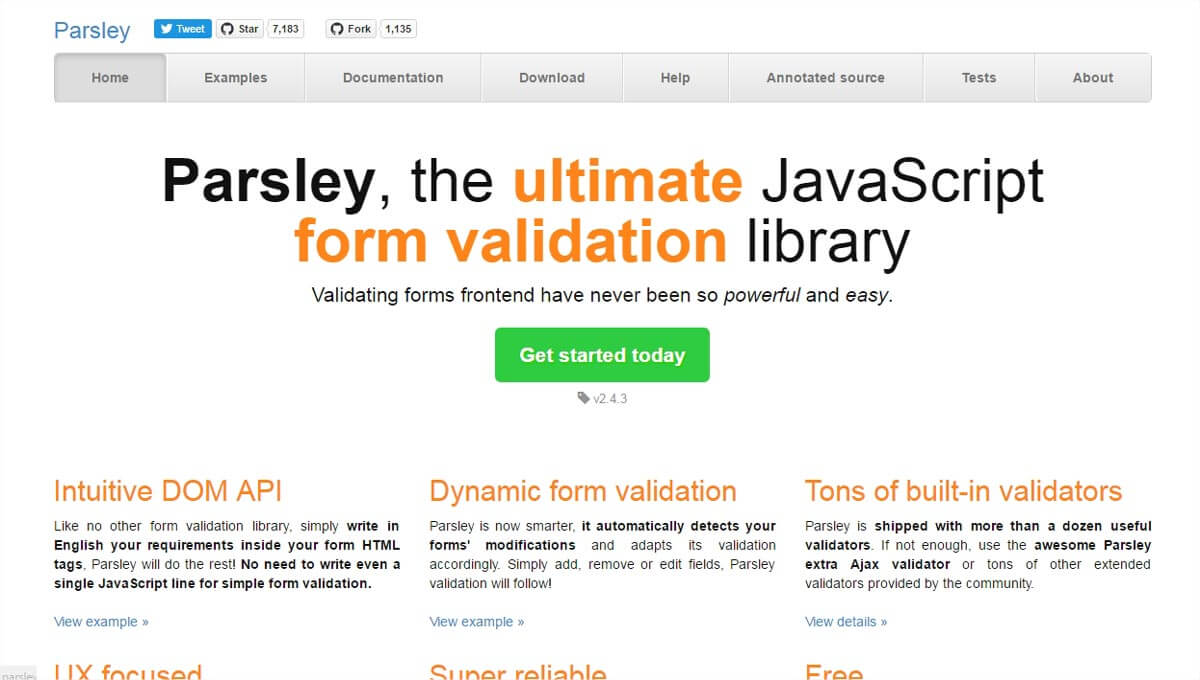 Parsley Tweet Star 7,183 Fork 1,135
Home Examples Documentation Download Help Annotated source Tests About
Parsley, the ultimate JavaScript
form validation library
Validating forms frontend have never been so powerful and easy.
Get started today
v2.4.3
Intuitive DOM API
Like no other form validation library, simply write in
English your requirements inside your form HTML
tags, Parsley will do the rest! No need to write even a
single JavaScript line for simple form validation.
View example »
Dynamic form validation
Parsley is now smarter, it automatically detects your
forms' modifications and adapts its validation
accordingly. Simply add, remove or edit fields, Parsley
validation will follow!
View example »
Tons of built-in validators
Parsley is shipped with more than a dozen useful
validators. If not enough, use the awesome Parsley
extra Ajax validator or tons of other extended
validators provided by the community.
View details »
UX focused
Super reliable
Free